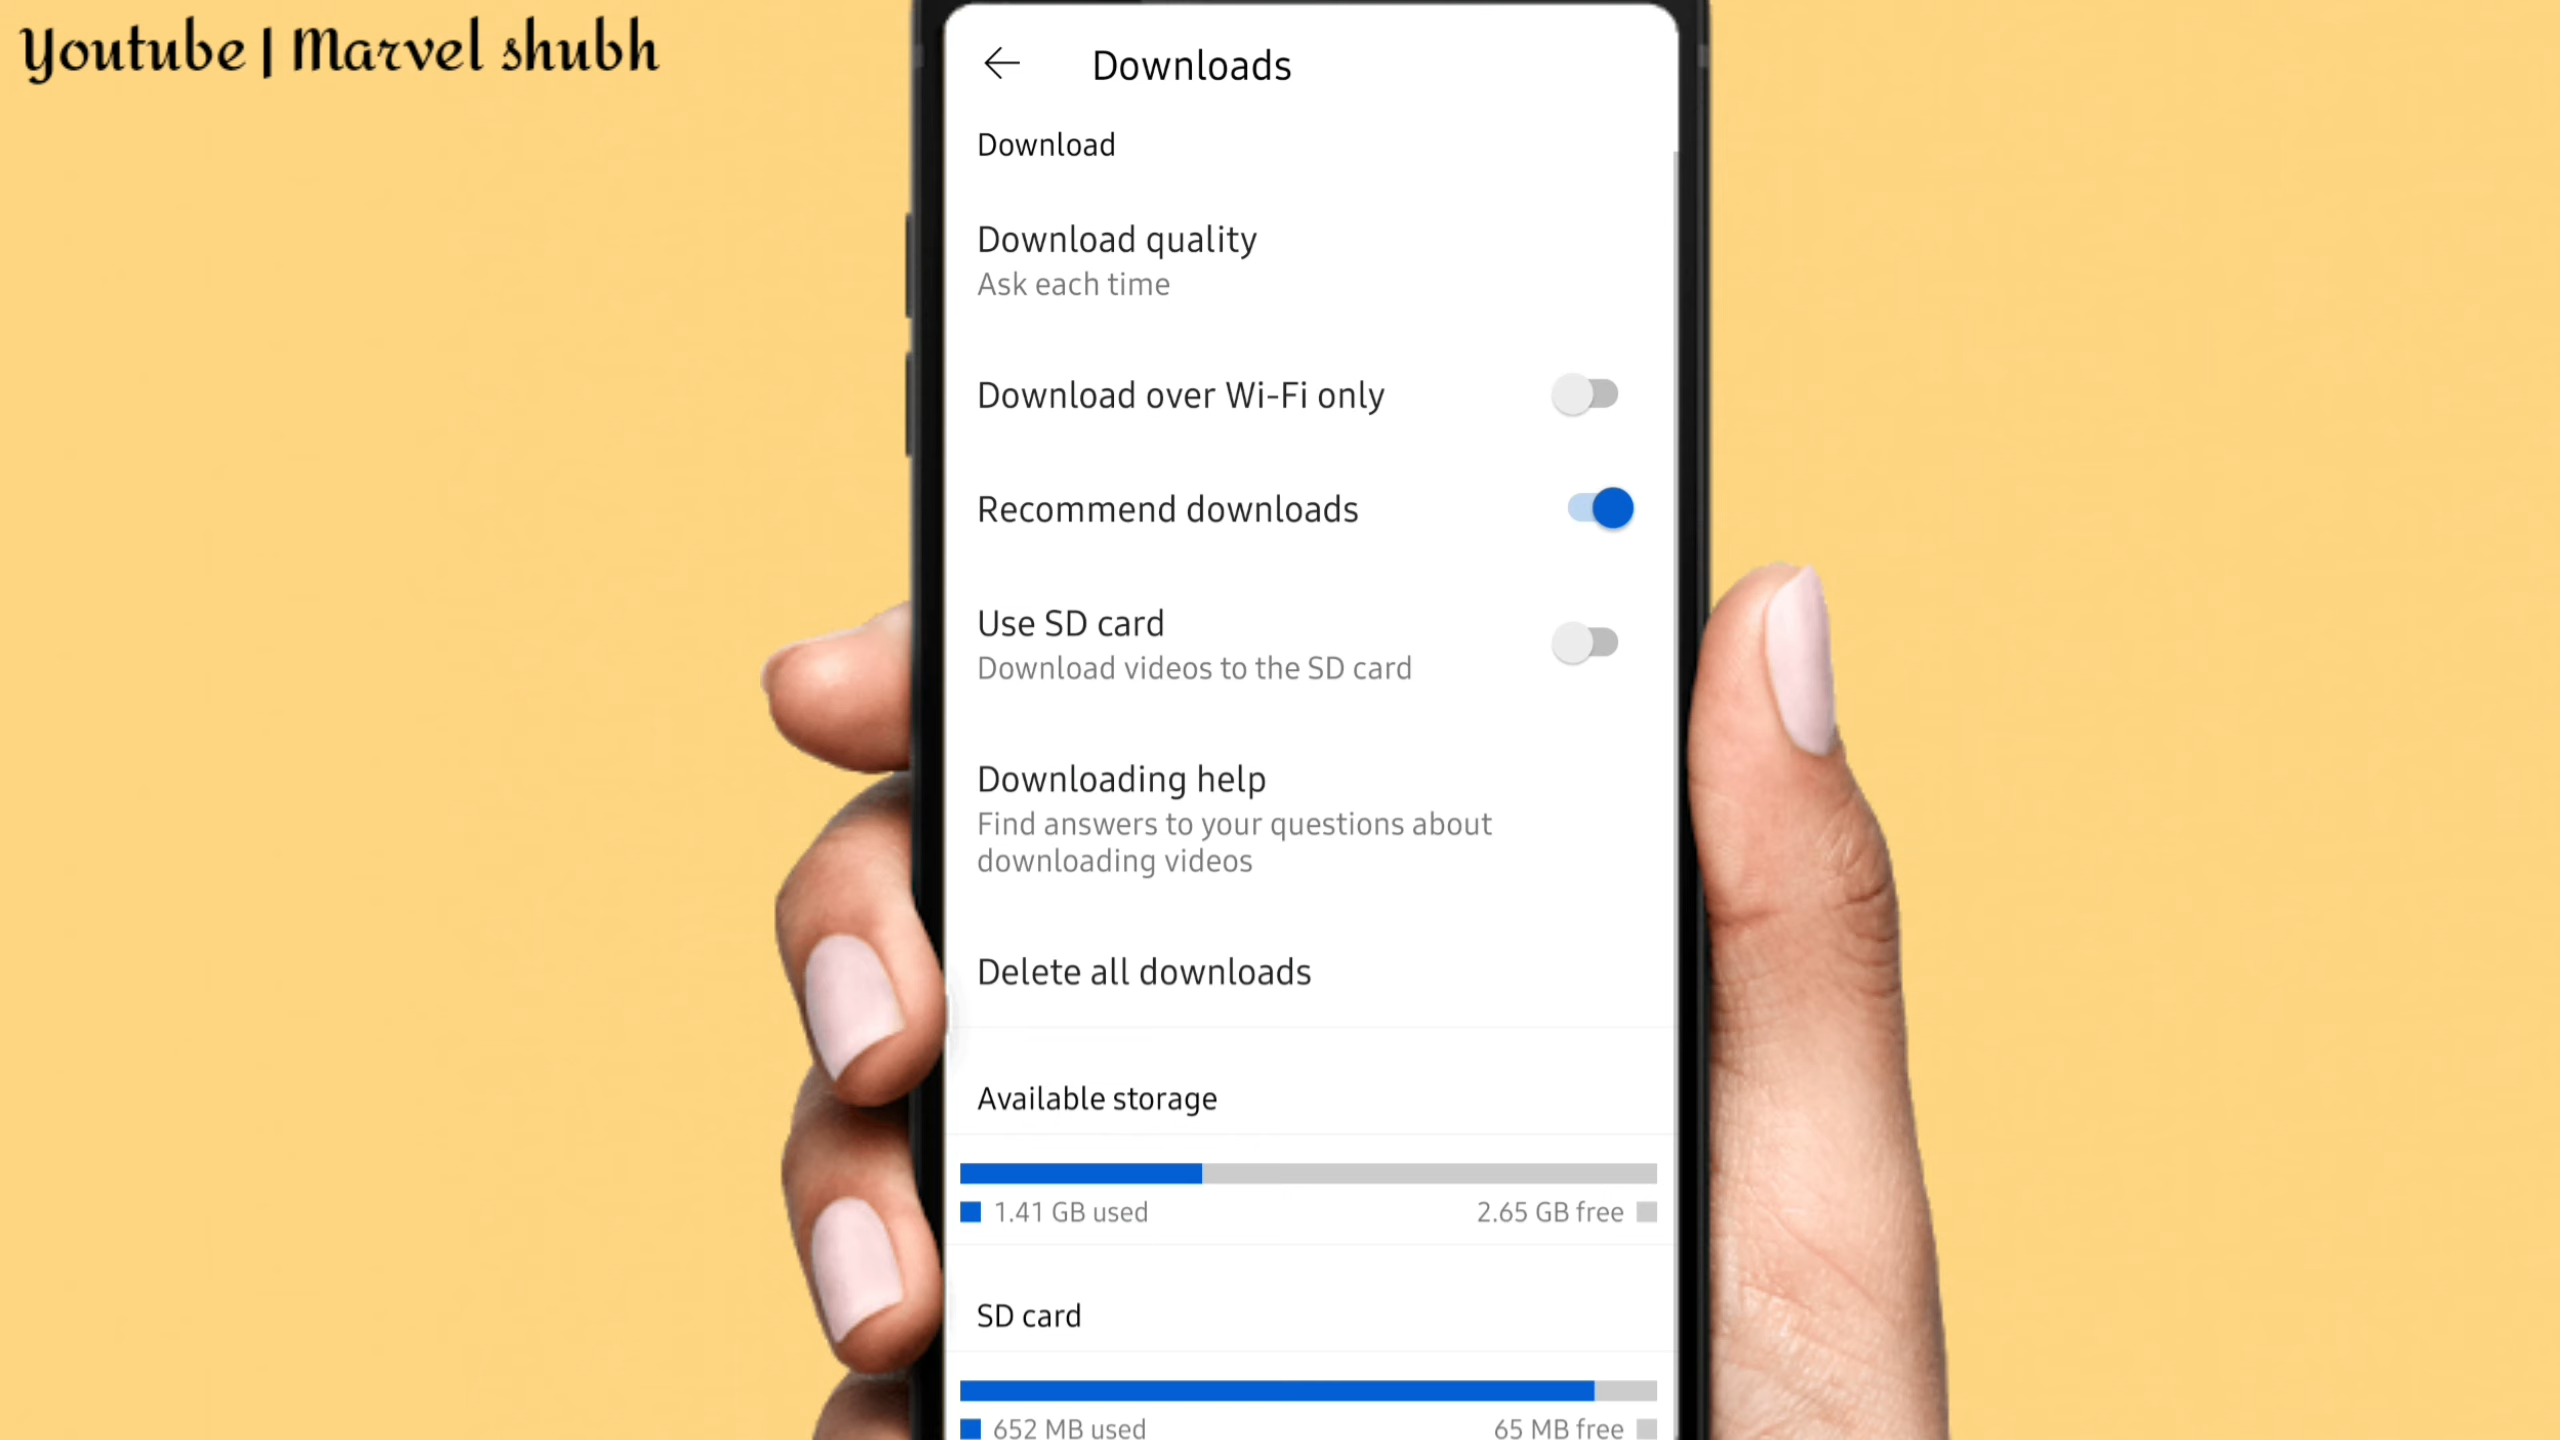 Youtube | Marvel shubh
Downloads
Download
Download quality
Ask each time
Download over Wi-Fi only
Recommend downloads
Use SD card
Download videos to the SD card
Downloading help
Find answers to your questions about
downloading videos
Delete all downloads
Available storage
1.41 GB used
2.65 GB free
SD card
652 MB used
65 MB free